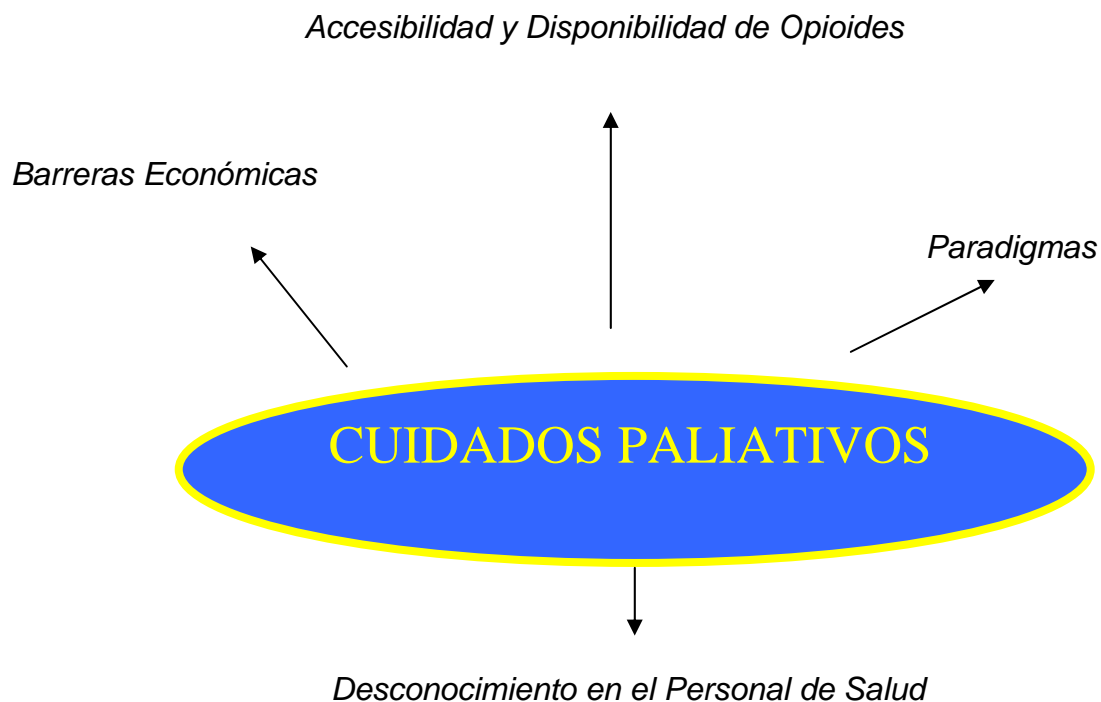 Accesibilidad y Disponibilidad de Opioides
Barreras Económicas
Paradigmas
CUIDADOS PALIATIVOS
Desconocimiento en el Personal de Salud